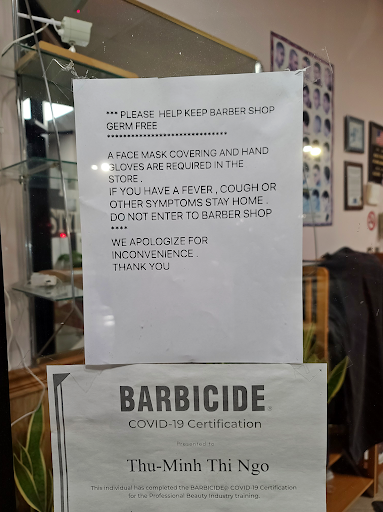 *** PLEASE HELP KEEP BARBER SHOP
GERM FREE
****************************
A FACE MASK COVERING AND HAND
GLOVES ARE REQUIRED IN THE
STORE .
IF YOU HAVE A FEVER , COUGH OR
OTHER SYMPTOMS STAY HOME .
DO NOT ENTER TO BARBER SHOP
****
WE APOLOGIZE FOR
INCONVENIENCE .
THANK YOU
BARBICIDE®
COVID-19 Certification
Presented to
Thu-Minh Thi Ngo
This individual has completed the BARBICIDE® COVID-19 Certification
for the Professional Beauty Industry training.